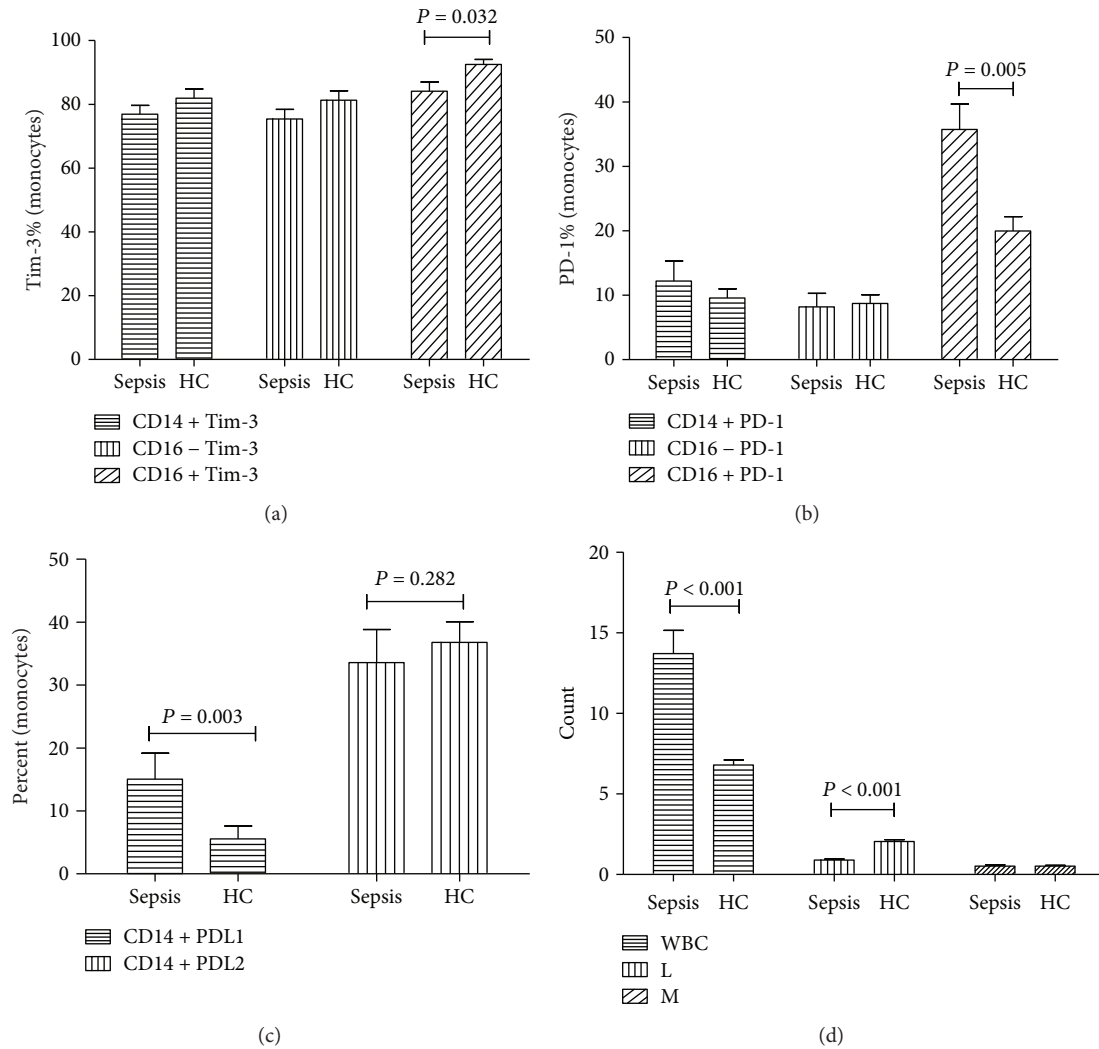 P = 0.032
100
80
60
40
20
0
Tim-3% (monocytes)
Sepsis HC Sepsis HC Sepsis HC
CD14 + Tim-3
CD16 − Tim-3
CD16 + Tim-3
(a)
50
40
30
20
10
0
PD-1% (monocytes)
P = 0.005
Sepsis HC Sepsis HC Sepsis HC
CD14 + PD-1
CD16 − PD-1
CD16 + PD-1
(b)
50
40
30
20
10
0
Percent (monocytes)
P = 0.003
P = 0.282
Sepsis HC Sepsis HC
CD14 + PDL1
CD14 + PDL2
(c)
20
15
10
5
0
Count
P < 0.001
P < 0.001
Sepsis HC Sepsis HC Sepsis HC
WBC
L
M
(d)